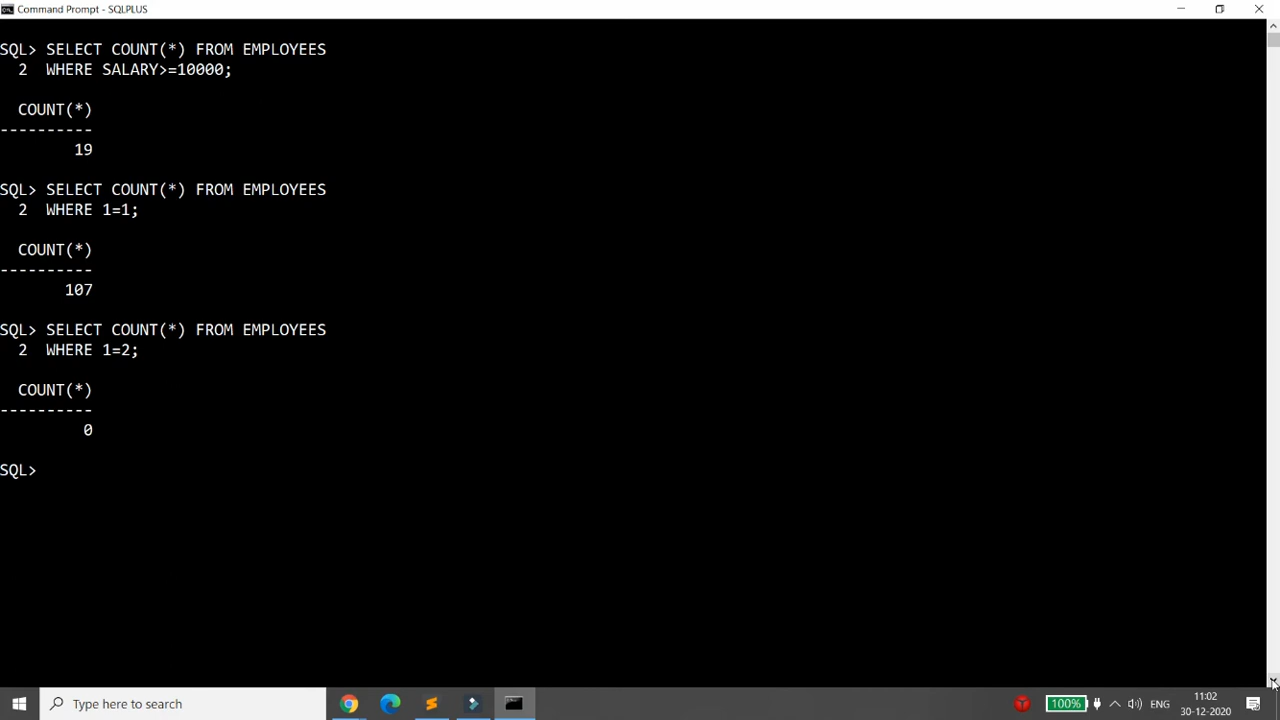 Command Prompt - SQLPLUS
SQL> SELECT COUNT(*) FROM EMPLOYEES
  2  WHERE SALARY>=10000;
  COUNT(*)
----------
        19
SQL> SELECT COUNT(*) FROM EMPLOYEES
  2  WHERE 1=1;
  COUNT(*)
----------
       107
SQL> SELECT COUNT(*) FROM EMPLOYEES
  2  WHERE 1=2;
  COUNT(*)
----------
         0
SQL>
Type here to search
100%
ENG
11:02
30-12-2020